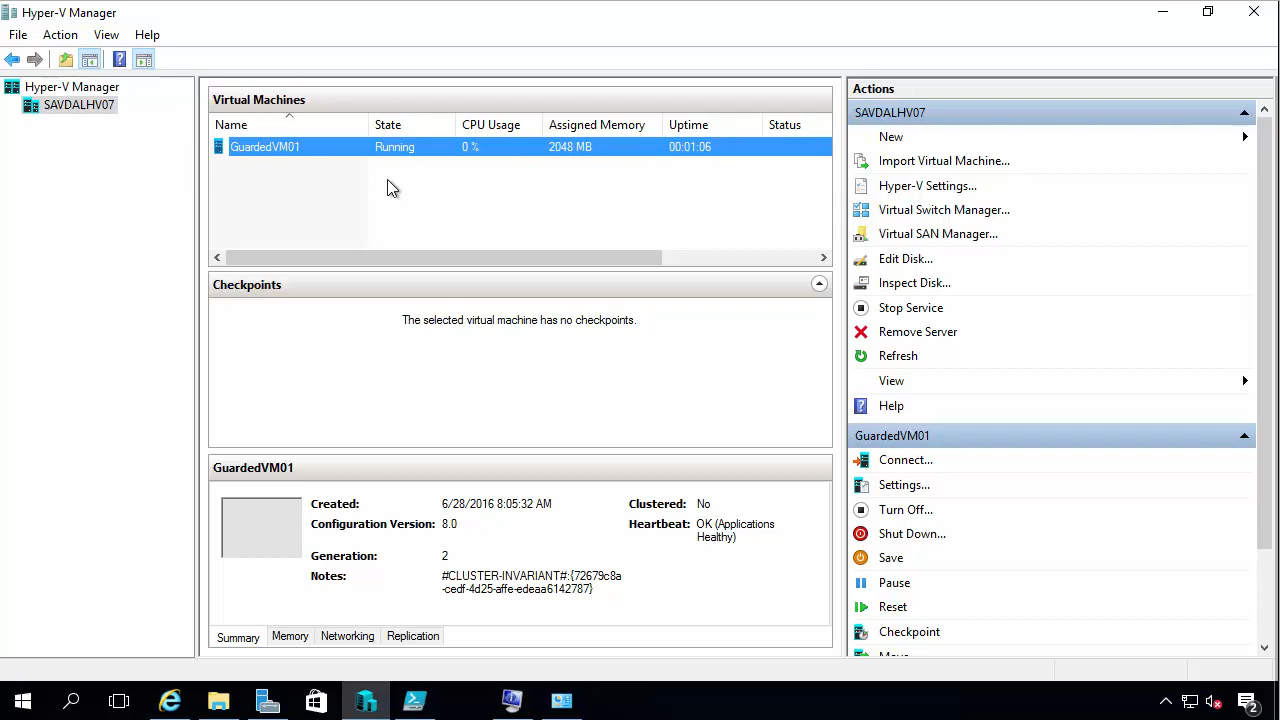 Hyper-V Manager
File Action View Help
Hyper-V Manager
SAVDALHV07
Virtual Machines
Name State CPU Usage Assigned Memory Uptime Status
GuardedVM01 Running 0 % 2048 MB 00:01:06
Checkpoints
The selected virtual machine has no checkpoints.
GuardedVM01
Created: 6/28/2016 8:05:32 AM Clustered: No
Configuration Version: 8.0 Heartbeat: OK (Applications
Healthy)
Generation: 2
Notes: #CLUSTER-INVARIANT#:{72679c8a
-cedf-4d25-affe-edeaa6142787}
Summary Memory Networking Replication
Actions
SAVDALHV07
New
Import Virtual Machine...
Hyper-V Settings...
Virtual Switch Manager...
Virtual SAN Manager...
Edit Disk...
Inspect Disk...
Stop Service
Remove Server
Refresh
View
Help
GuardedVM01
Connect...
Settings...
Turn Off...
Shut Down...
Save
Pause
Reset
Checkpoint
Move...
2